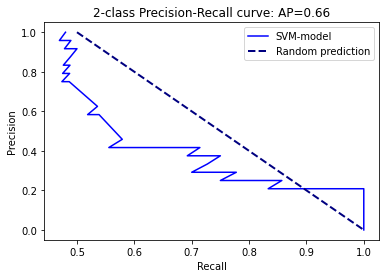 2-class Precision-Recall curve: AP=0.66
SVM-model
Random prediction
Precision
1.0
0.8
0.6
0.4
0.2
0.0
0.5 0.6 0.7 0.8 0.9 1.0
Recall